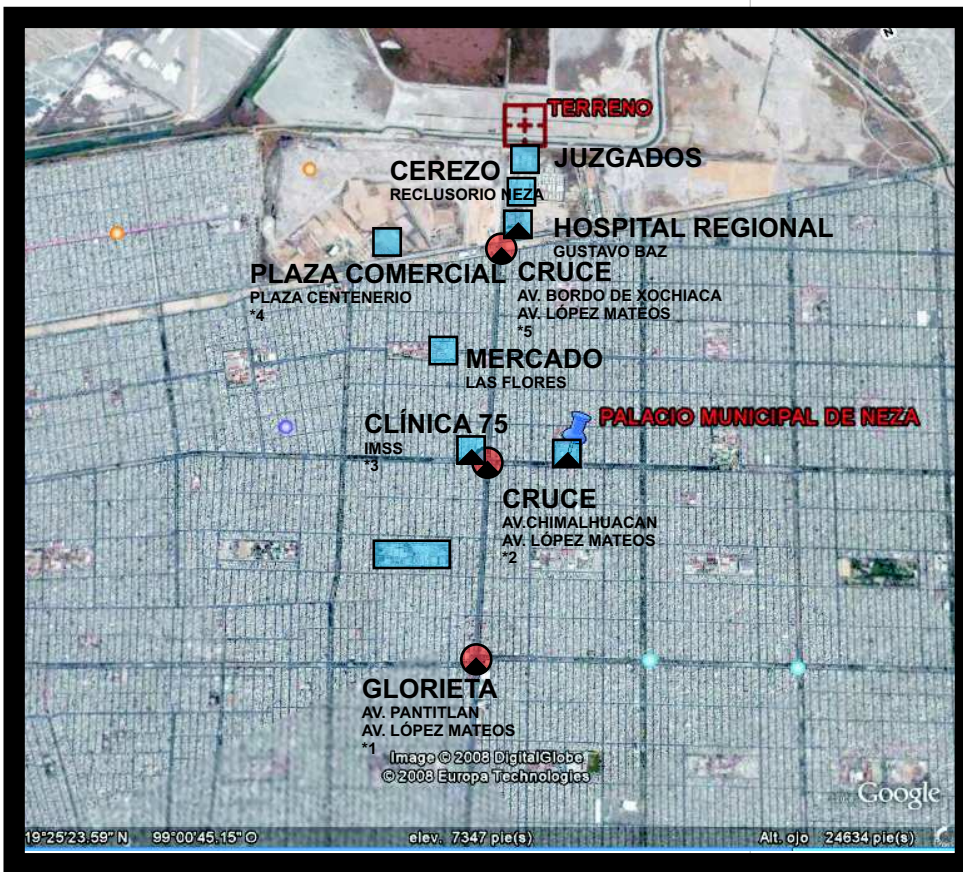 N
TERRENO
JUZGADOS
CEREZO
RECLUSORIO NEZA
HOSPITAL REGIONAL
GUSTAVO BAZ
PLAZA COMERCIAL
PLAZA CENTENERIO
*4
CRUCE
AV. BORDO DE XOCHIACA
AV. LÓPEZ MATEOS
*5
MERCADO
LAS FLORES
CLÍNICA 75
IMSS
*3
PALACIO MUNICIPAL DE NEZA
CRUCE
AV.CHIMALHUACAN
AV. LÓPEZ MATEOS
*2
GLORIETA
AV. PANTITLAN
AV. LÓPEZ MATEOS
*1
Image © 2008 DigitalGlobe
© 2008 Europa Technologies
Google
19°25'23.59" N 99°00'45.15" O elev. 7347 pie(s) Alt. ojo 24634 pie(s)